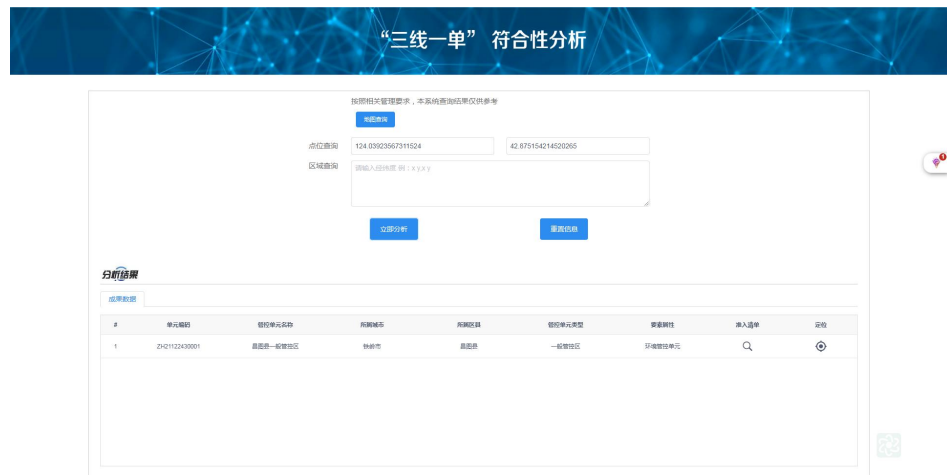 “三线一单” 符合性分析
按照相关管理要求，本系统查询结果仅供参考
地图查询
点位查询 124.03923567311524 42.875154214520265
区域查询 请输入经纬度 例：x y,x y
立即分析 重置信息
1
分析结果
成果数据
# 单元编码 管控单元名称 所属城市 所属区县 管控单元类型 要素属性 准入清单 定位
1 ZH21122430001 昌图县一般管控区 铁岭市 昌图县 一般管控区 环境管控单元